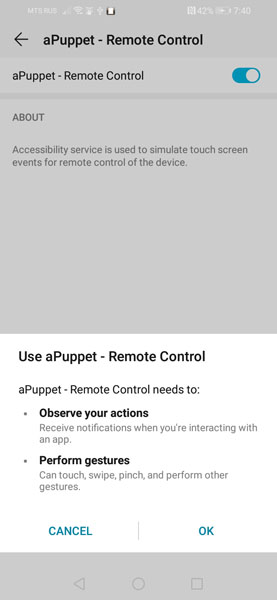 MTS RUS 42% 7:40
aPuppet - Remote Control
aPuppet - Remote Control
ABOUT
Accessibility service is used to simulate touch screen
events for remote control of the device.
Use aPuppet - Remote Control
aPuppet - Remote Control needs to:
• Observe your actions
Receive notifications when you're interacting with
an app.
• Perform gestures
Can touch, swipe, pinch, and perform other
gestures.
CANCEL OK